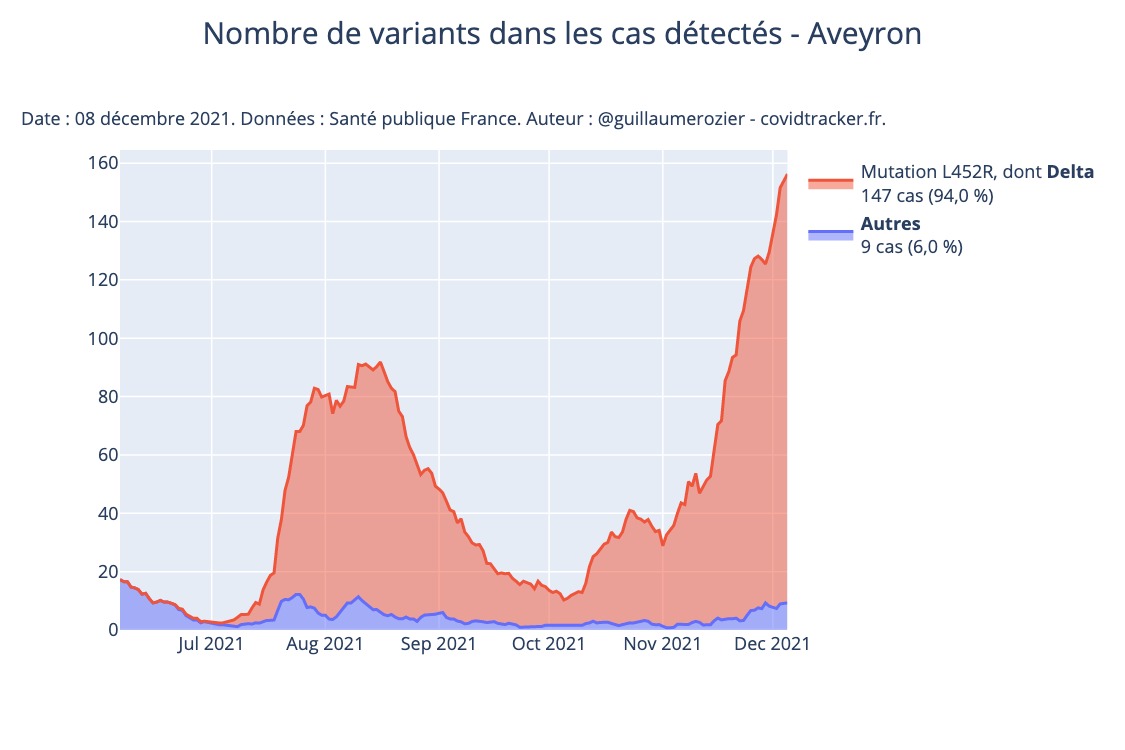 Nombre de variants dans les cas détectés - Aveyron
Date : 08 décembre 2021. Données : Santé publique France. Auteur : @guillaumerozier - covidtracker.fr.
160
140
120
100
80
60
40
20
0
Jul 2021 Aug 2021 Sep 2021 Oct 2021 Nov 2021 Dec 2021
Mutation L452R, dont Delta
147 cas (94,0 %)
Autres
9 cas (6,0 %)